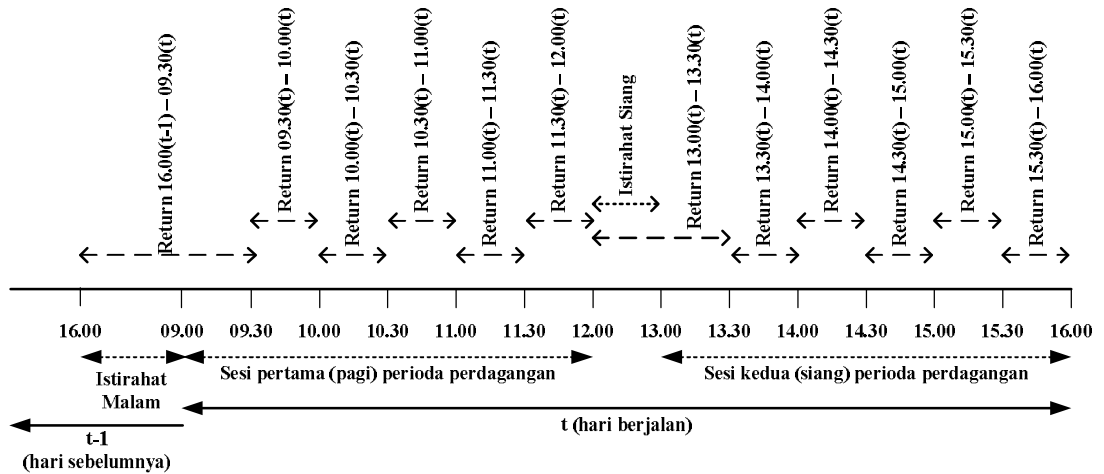 Return 16.00(t-1) – 09.30(t)
Return 09.30(t) – 10.00(t)
Return 10.00(t) – 10.30(t)
Return 10.30(t) – 11.00(t)
Return 11.00(t) – 11.30(t)
Return 11.30(t) – 12.00(t)
Istirahat Siang
Return 13.00(t) – 13.30(t)
Return 13.30(t) – 14.00(t)
Return 14.00(t) – 14.30(t)
Return 14.30(t) – 15.00(t)
Return 15.00(t) – 15.30(t)
Return 15.30(t) – 16.00(t)
16.00 09.00 09.30 10.00 10.30 11.00 11.30 12.00 13.00 13.30 14.00 14.30 15.00 15.30 16.00
Istirahat
Malam
Sesi pertama (pagi) perioda perdagangan
Sesi kedua (siang) perioda perdagangan
t (hari berjalan)
t-1
(hari sebelumnya)